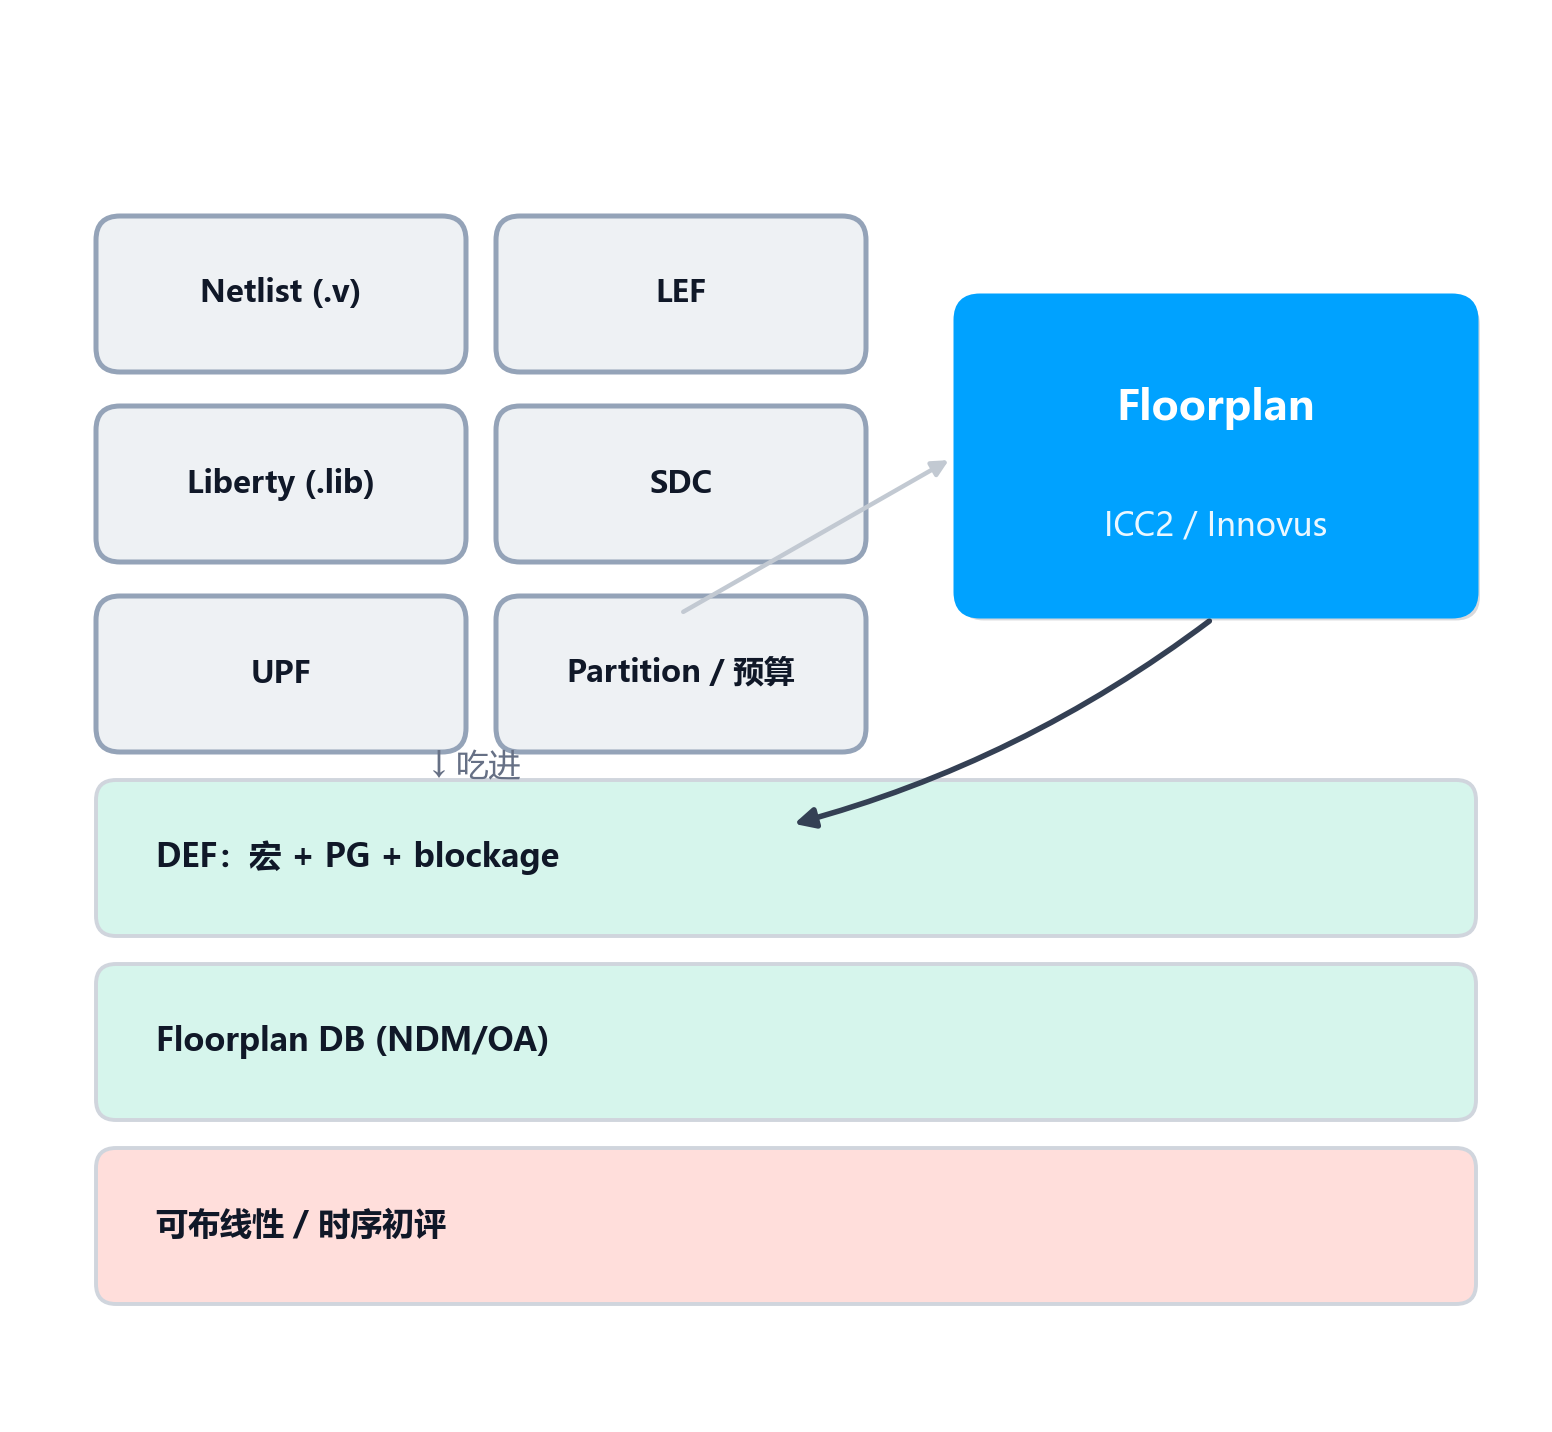 Netlist (.v)
LEF
Floorplan
ICC2 / Innovus
Liberty (.lib)
SDC
UPF
Partition / 预算
↓ 吃进
DEF：宏 + PG + blockage
Floorplan DB (NDM/OA)
可布线性 / 时序初评